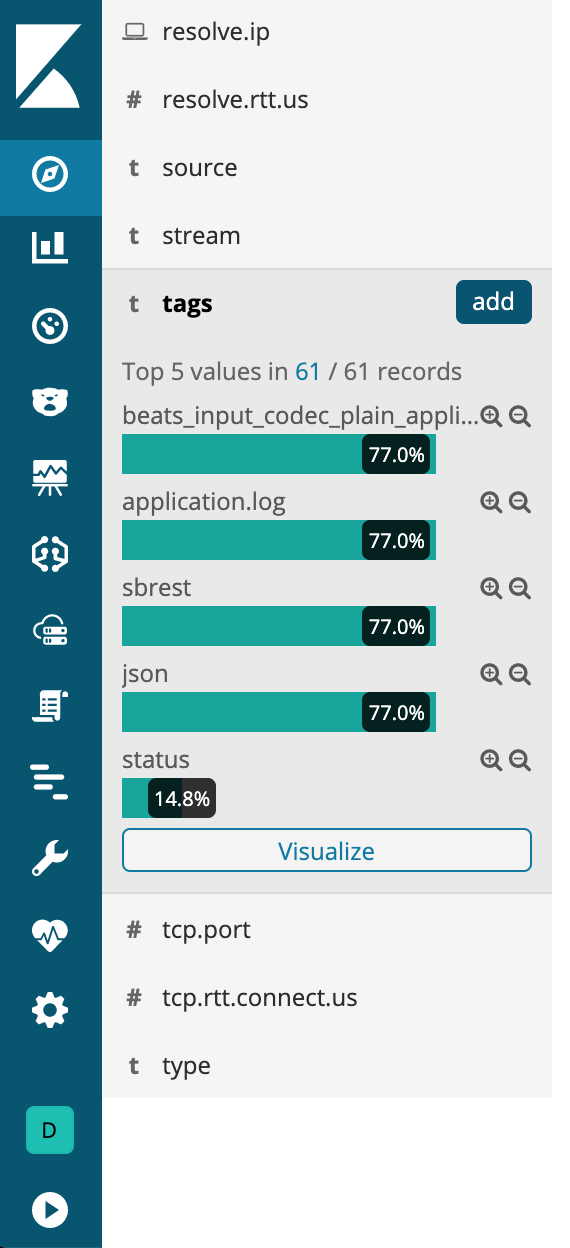 resolve.ip
# resolve.rtt.us
t source
t stream
t tags add
Top 5 values in 61 / 61 records
beats_input_codec_plain_appli...
77.0%
application.log
77.0%
sbrest
77.0%
json
77.0%
status
14.8%
Visualize
# tcp.port
# tcp.rtt.connect.us
t type
D